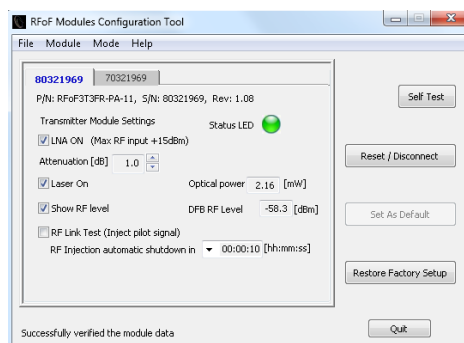 RFoF Modules Configuration Tool
File Module Mode Help
80321969 70321969
P/N: RFoF3T3FR-PA-11, S/N: 80321969, Rev: 1.08
Self Test
Transmitter Module Settings Status LED
LNA ON (Max RF input +15dBm)
Attenuation [dB] 1.0
Reset / Disconnect
Laser On Optical power 2.16 [mW]
Show RF level DFB RF Level -58.3 [dBm]
Set As Default
RF Link Test (Inject pilot signal)
RF Injection automatic shutdown in 00:00:10 [hh:mm:ss]
Restore Factory Setup
Successfully verified the module data
Quit